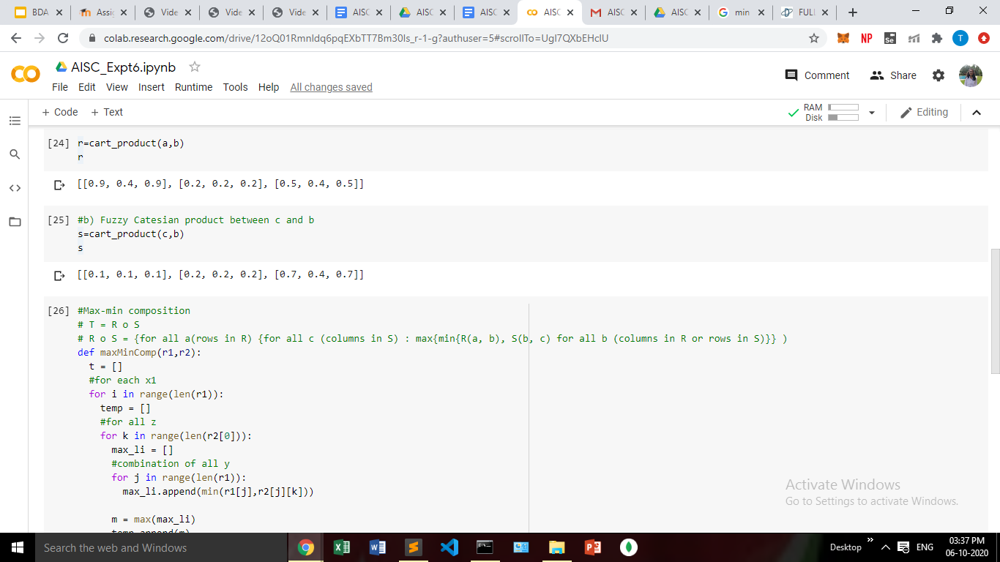 BDA
Assig
Vide
Vide
Vide
AISC
AISC
AISC
AISC
AISC
AISC
min
FULL
colab.research.google.com/drive/12oQ01Rmnldq6pqEXbTT7Bm30ls_r-1-g?authuser=5#scrollTo=UgI7QXbEHclU
NP
Se
T
CO AISC_Expt6.ipynb
File Edit View Insert Runtime Tools Help All changes saved
Comment Share
+ Code + Text
RAM
Disk
Editing
[24] r=cart_product(a,b)
r
[[0.9, 0.4, 0.9], [0.2, 0.2, 0.2], [0.5, 0.4, 0.5]]
[25] #b) Fuzzy Catesian product between c and b
s=cart_product(c,b)
s
[[0.1, 0.1, 0.1], [0.2, 0.2, 0.2], [0.7, 0.4, 0.7]]
[26] #Max-min composition
# T = R o S
# R o S = {for all a(rows in R) {for all c (columns in S) : max{min{R(a, b), S(b, c) for all b (columns in R or rows in S)}} )
def maxMinComp(r1,r2):
t = []
#for each x1
for i in range(len(r1)):
temp = []
#for all z
for k in range(len(r2[0])):
max_li = []
#combination of all y
for j in range(len(r1)):
max_li.append(min(r1[j],r2[j][k]))
m = max(max_li)
temp.append(m)
Activate Windows
Go to Settings to activate Windows.
Search the web and Windows
Desktop
ENG
03:37 PM
06-10-2020